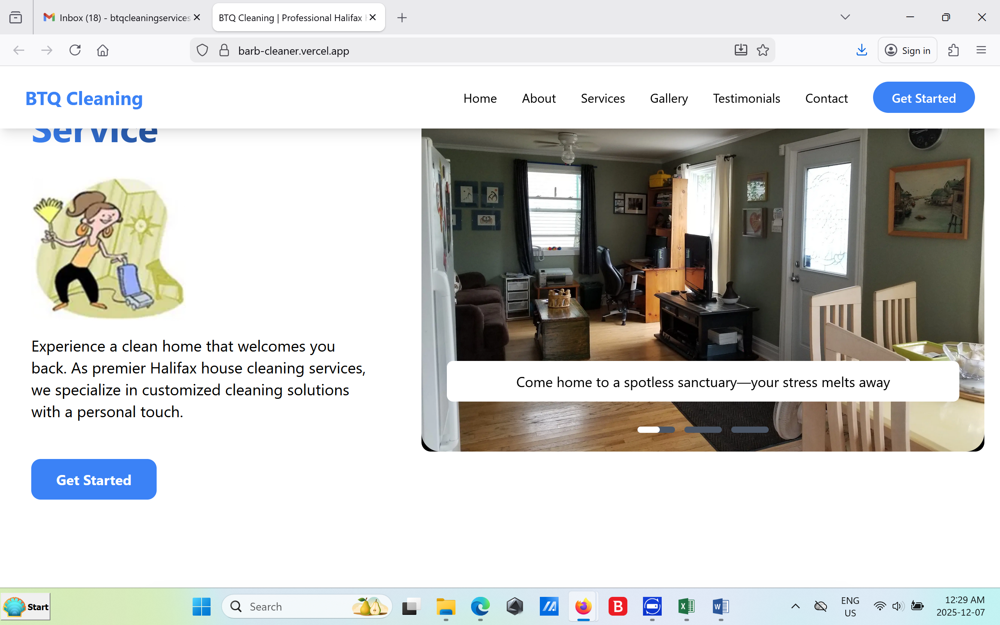 Inbox (18) - btqcleaningservices
BTQ Cleaning | Professional Halifax
barb-cleaner.vercel.app
Sign in
BTQ Cleaning
Home
About
Services
Gallery
Testimonials
Contact
Get Started
Service
Experience a clean home that welcomes you
back. As premier Halifax house cleaning services,
we specialize in customized cleaning solutions
with a personal touch.
Get Started
Come home to a spotless sanctuary—your stress melts away
Start
Search
ENG
US
12:29 AM
2025-12-07